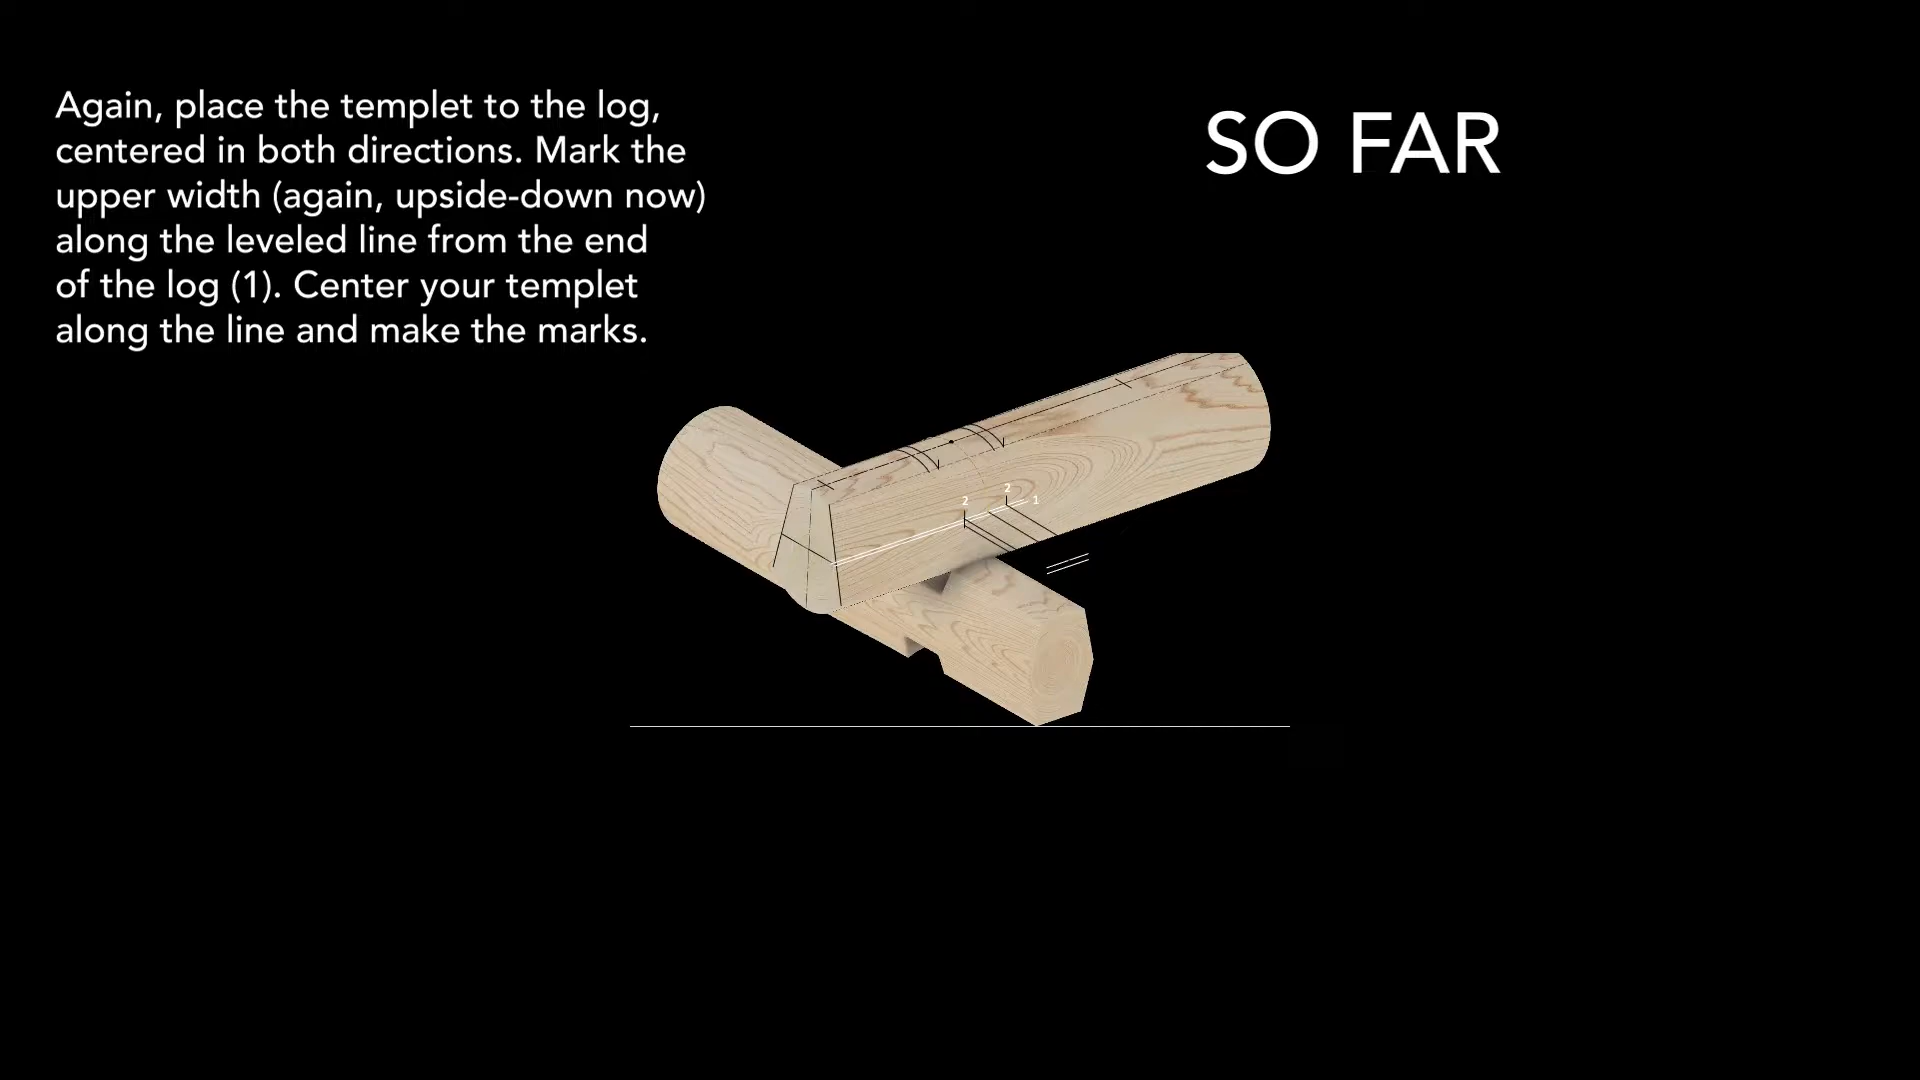 Again, place the templet to the log,
centered in both directions. Mark the
upper width (again, upside-down now)
along the leveled line from the end
of the log (1). Center your templet
along the line and make the marks.
SO FAR
2
2
1